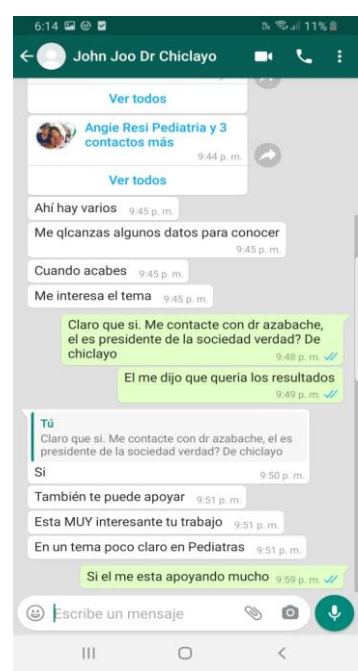 6:14
11%
John Joo Dr Chiclayo
Ver todos
Angie Resi Pediatria y 3
contactos más
9:44 p. m.
Ver todos
Ahí hay varios 9:45 p. m.
Me qlcanzas algunos datos para conocer
9:45 p. m.
Cuando acabes 9:45 p. m.
Me interesa el tema 9:45 p. m.
Claro que si. Me contacte con dr azabache,
el es presidente de la sociedad verdad? De
chiclayo 9:48 p. m.
El me dijo que queria los resultados
9:49 p. m.
Tú
Claro que si. Me contacte con dr azabache, el es
presidente de la sociedad verdad? De chiclayo
Si 9:50 p. m.
También te puede apoyar 9:51 p. m.
Esta MUY interesante tu trabajo 9:51 p. m.
En un tema poco claro en Pediatras 9:51 p. m.
Si el me esta apoyando mucho 9:59 p. m.
Escribe un mensaje